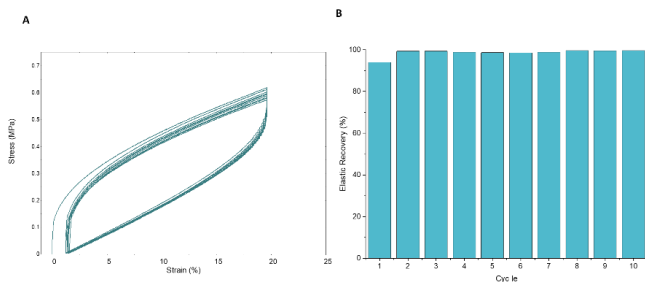 A
0.7
0.6
0.5
0.4
0.3
0.2
0.1
0
Stress (MPa)
0 5 10 15 20 25
Strain (%)
B
100
80
60
40
20
0
Elastic Recovery (%)
1 2 3 4 5 6 7 8 9 10
Cyc le